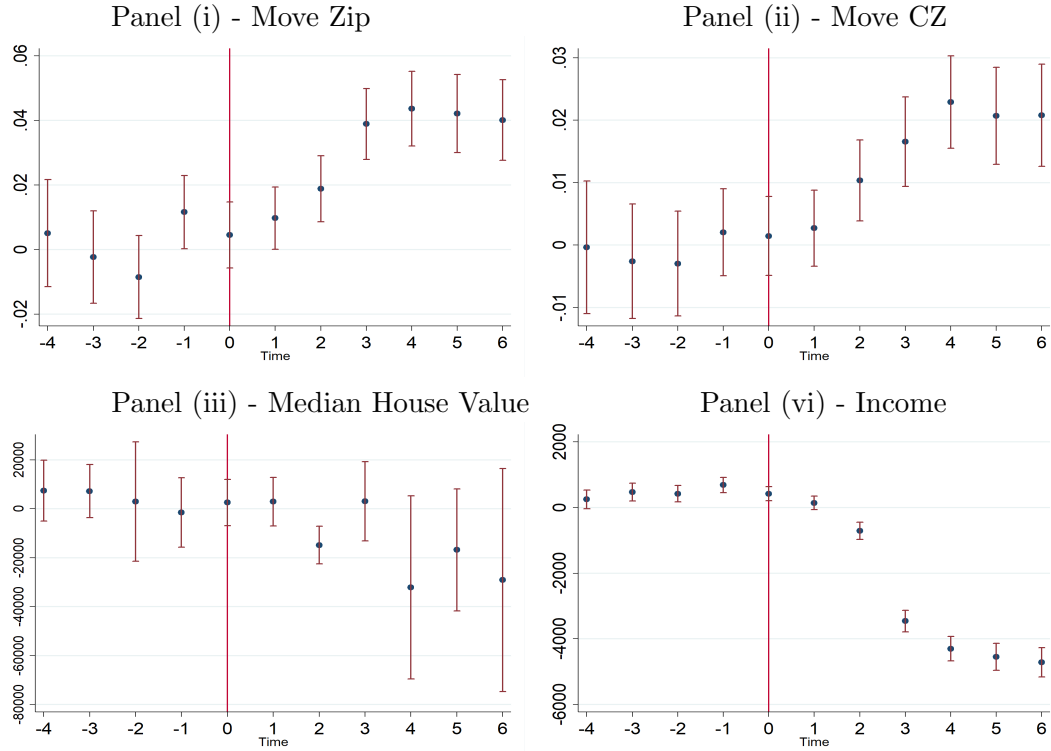 Panel (i) - Move Zip
.06
.04
.02
0
-.02
-4 -3 -2 -1 0 1 2 3 4 5 6
Time
Panel (ii) - Move CZ
.03
.02
.01
0
-.01
-4 -3 -2 -1 0 1 2 3 4 5 6
Time
Panel (iii) - Median House Value
20000
0
-20000
-40000
-60000
-80000
-4 -3 -2 -1 0 1 2 3 4 5 6
Time
Panel (vi) - Income
2000
0
-2000
-4000
-6000
-4 -3 -2 -1 0 1 2 3 4 5 6
Time